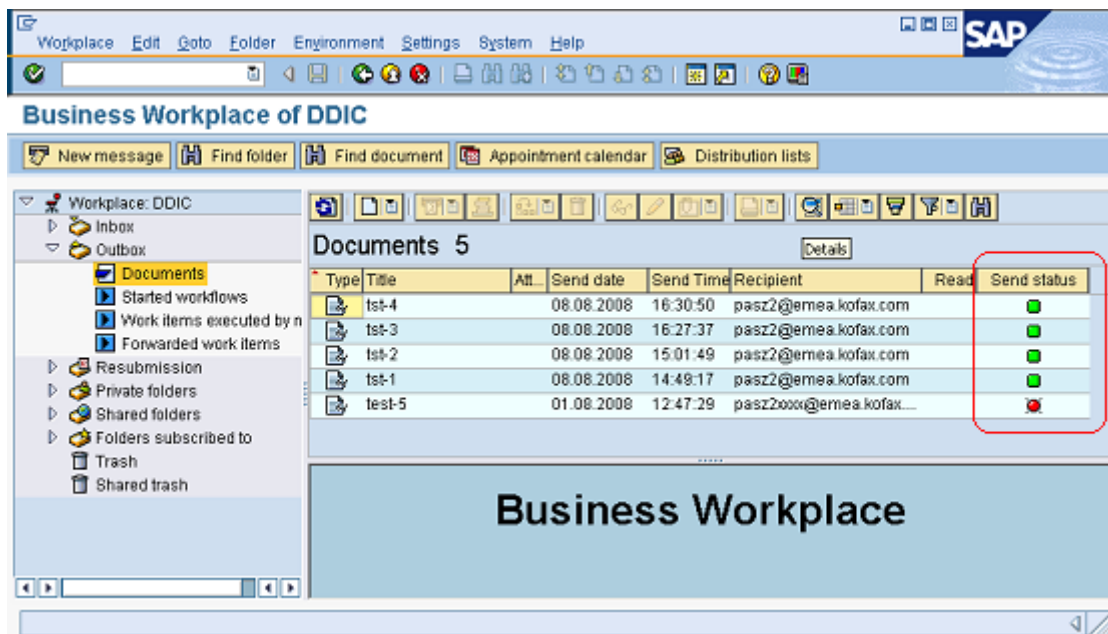 Workplace Edit Goto Folder Environment Settings System Help
SAP
Business Workplace of DDIC
New message Find folder Find document Appointment calendar Distribution lists
Workplace: DDIC
Inbox
Outbox
Documents
Started workflows
Work items executed by n
Forwarded work items
Resubmission
Private folders
Shared folders
Folders subscribed to
Trash
Shared trash
Documents 5
Details
Type Title Att... Send date Send Time Recipient Read Send status
tst-4 08.08.2008 16:30:50 pasz2@emea.kofax.com
tst-3 08.08.2008 16:27:37 pasz2@emea.kofax.com
tst-2 08.08.2008 15:01:49 pasz2@emea.kofax.com
tst-1 08.08.2008 14:49:17 pasz2@emea.kofax.com
test-5 01.08.2008 12:47:29 pasz2xxxx@emea.kofax....
Business Workplace